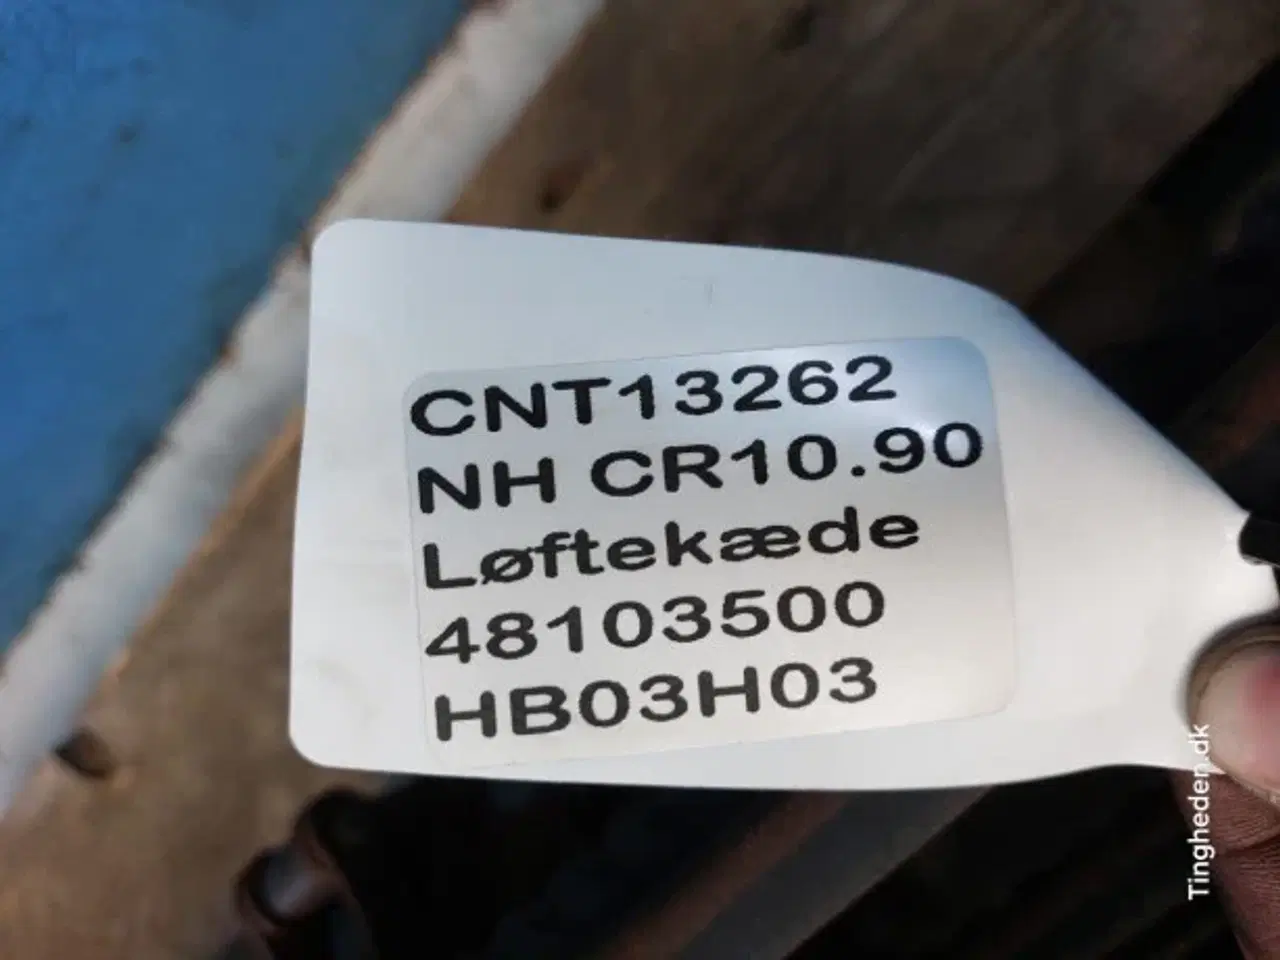 CNT13262
NH CR10.90
Løftekæde
48103500
HB03H03
Tingheden.dk